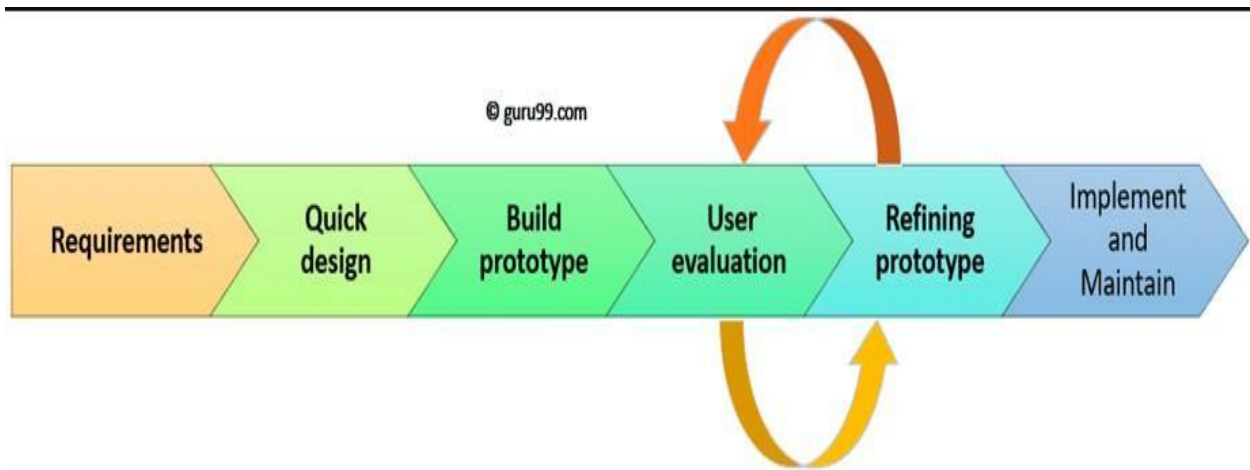 © guru99.com
Requirements
Quick
design
Build
prototype
User
evaluation
Refining
prototype
Implement
and
Maintain